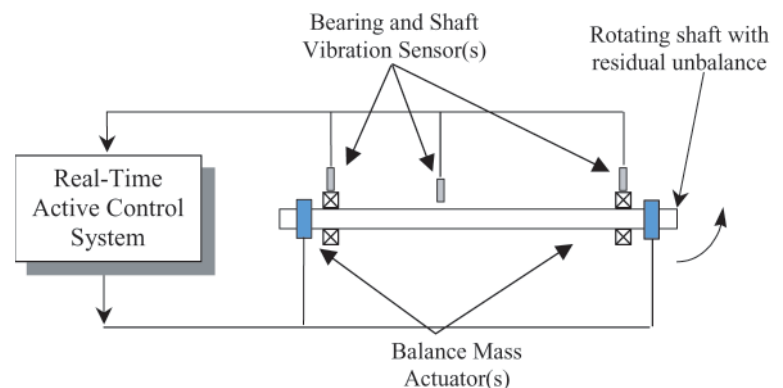 Bearing and Shaft
Vibration Sensor(s)
Rotating shaft with
residual unbalance
Real-Time
Active Control
System
Balance Mass
Actuator(s)